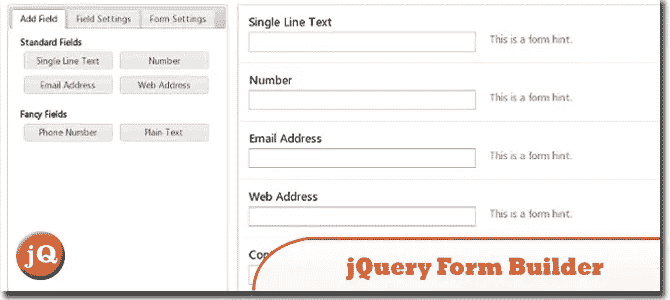 Add Field
Field Settings
Form Settings
Standard Fields
Single Line Text
Number
Email Address
Web Address
Fancy Fields
Phone Number
Plain Text
Single Line Text
This is a form hint.
Number
This is a form hint.
Email Address
This is a form hint.
Web Address
This is a form hint.
jQ
jQuery Form Builder